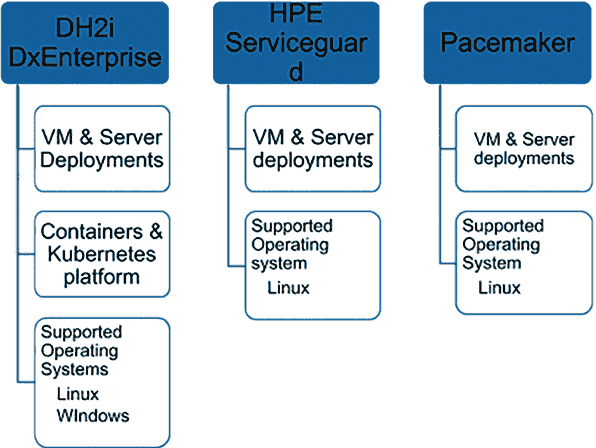 DH2i
DxEnterprise
VM & Server
Deployments
Containers &
Kubernetes
platform
Supported
Operating
Systems
Linux
WIndows
HPE
Serviceguar
d
VM & Server
deployments
Supported
Operating
system
Linux
Pacemaker
VM & Server
deployments
Supported
Operating
System
Linux